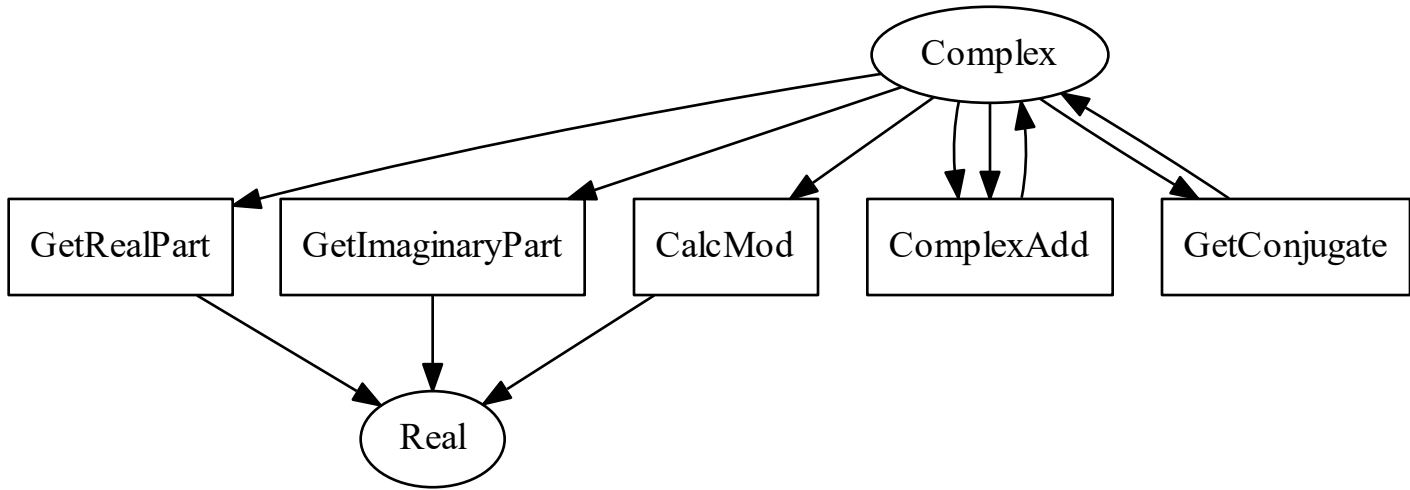 Complex
GetRealPart
GetImaginaryPart
CalcMod
ComplexAdd
GetConjugate
Real